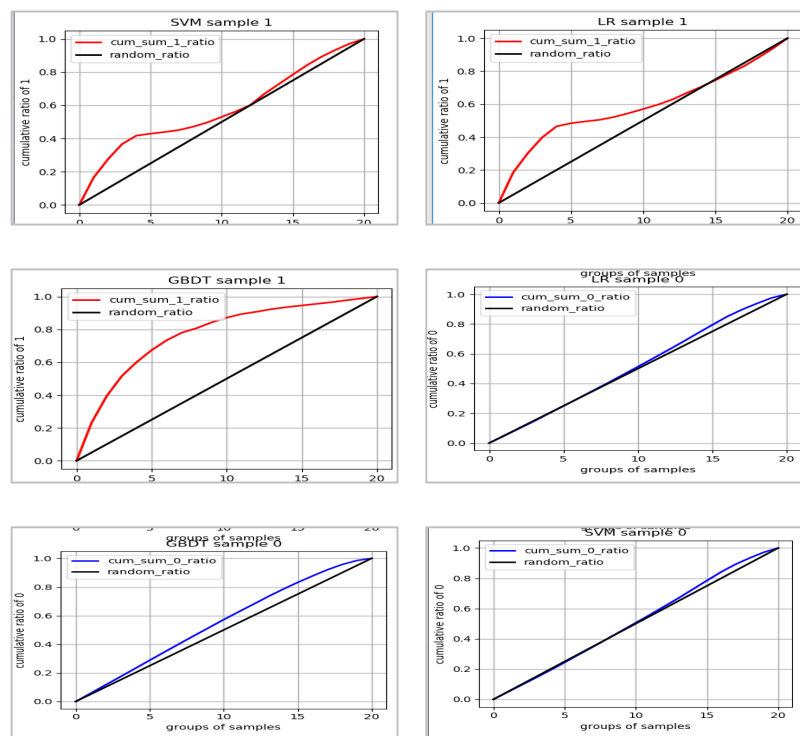 SVM sample 1
cum_sum_1_ratio
random_ratio
cumulative ratio of 1
1.0
0.8
0.6
0.4
0.2
0.0
0 5 10 15 20
LR sample 1
cum_sum_1_ratio
random_ratio
cumulative ratio of 1
1.0
0.8
0.6
0.4
0.2
0.0
0 5 10 15 20
GBDT sample 1
cum_sum_1_ratio
random_ratio
cumulative ratio of 1
1.0
0.8
0.6
0.4
0.2
0.0
0 5 10 15 20
groups of samples
LR sample 0
cum_sum_0_ratio
random_ratio
cumulative ratio of 0
1.0
0.8
0.6
0.4
0.2
0.0
0 5 10 15 20
groups of samples
0 5 10 15 20
groups of samples
GBDT sample 0
cum_sum_0_ratio
random_ratio
cumulative ratio of 0
1.0
0.8
0.6
0.4
0.2
0.0
0 5 10 15 20
groups of samples
groups of samples
SVM sample 0
cum_sum_0_ratio
random_ratio
cumulative ratio of 0
1.0
0.8
0.6
0.4
0.2
0.0
0 5 10 15 20
groups of samples